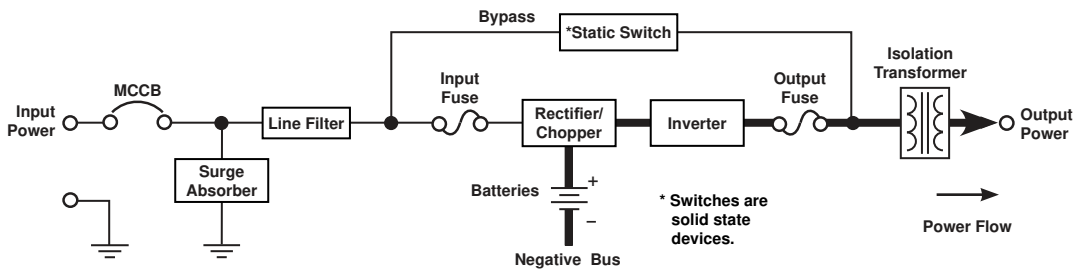 Bypass
*Static Switch
Isolation
Transformer
MCCB
Input
Fuse
Output
Fuse
Input
Power
Line Filter
Rectifier/
Chopper
Inverter
Output
Power
Surge
Absorber
Batteries
+
–
* Switches are
solid state
devices.
Power Flow
Negative Bus